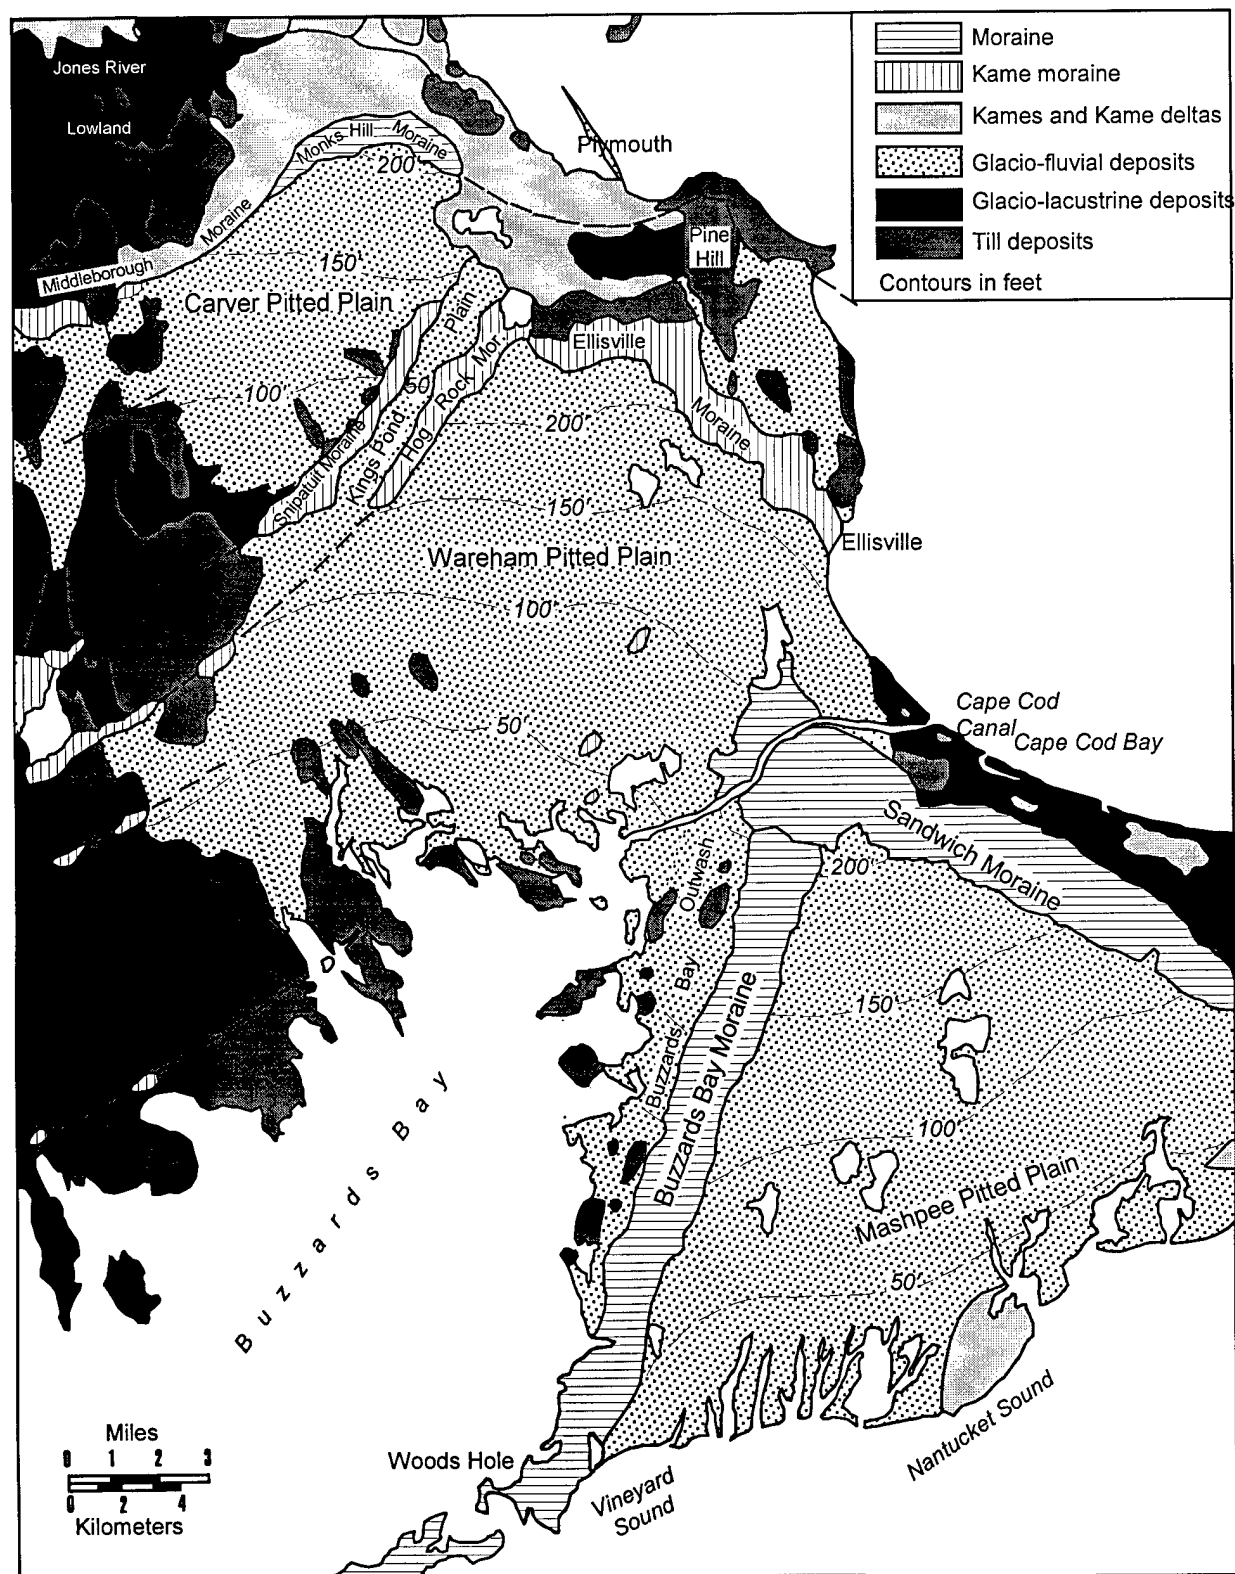 Moraine
Kame moraine
Kames and Kame deltas
Glacio-fluvial deposits
Glacio-lacustrine deposits
Till deposits
Contours in feet
Jones River
Lowland
Monks Hill Moraine
Plymouth
200'
Pine
Hill
Middleborough Moraine
150'
Carver Pitted Plain
Ellisville
Moraine
100'
50'
Snipatuit Moraine
Kings Pond Plain
Hog Rock Mor.
200'
150'
Ellisville
Wareham Pitted Plain
100'
50'
Cape Cod
Canal
Cape Cod Bay
Sandwich Moraine
200'
Buzzards Bay Outwash
Buzzards Bay Moraine
150'
100'
Mashpee Pitted Plain
50'
Buzzards Bay
Nantucket Sound
Woods Hole
Vineyard
Sound
Miles
0 1 2 3
0 2 4
Kilometers